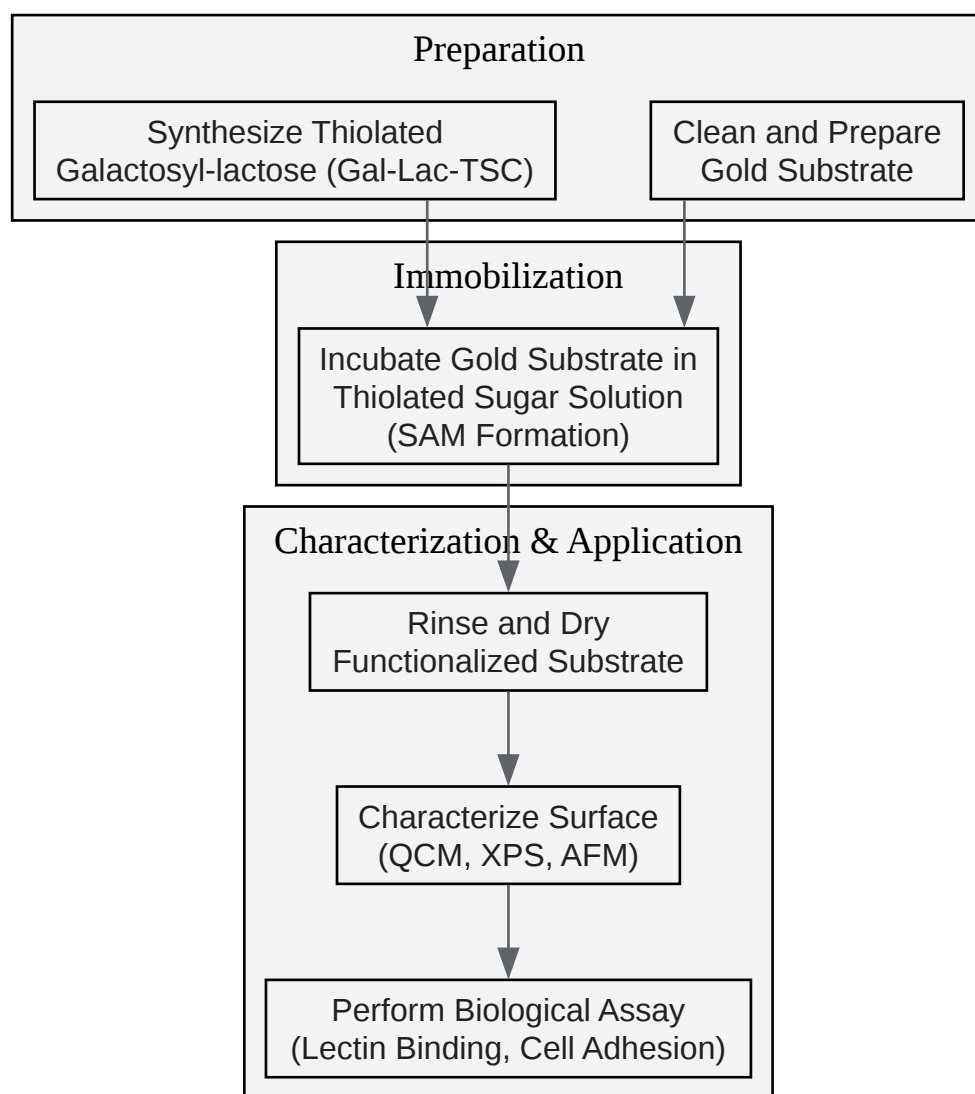 Preparation
Synthesize Thiolated
Galactosyl-lactose (Gal-Lac-TSC)
Clean and Prepare
Gold Substrate
Immobilization
Incubate Gold Substrate in
Thiolated Sugar Solution
(SAM Formation)
Characterization & Application
Rinse and Dry
Functionalized Substrate
Characterize Surface
(QCM, XPS, AFM)
Perform Biological Assay
(Lectin Binding, Cell Adhesion)